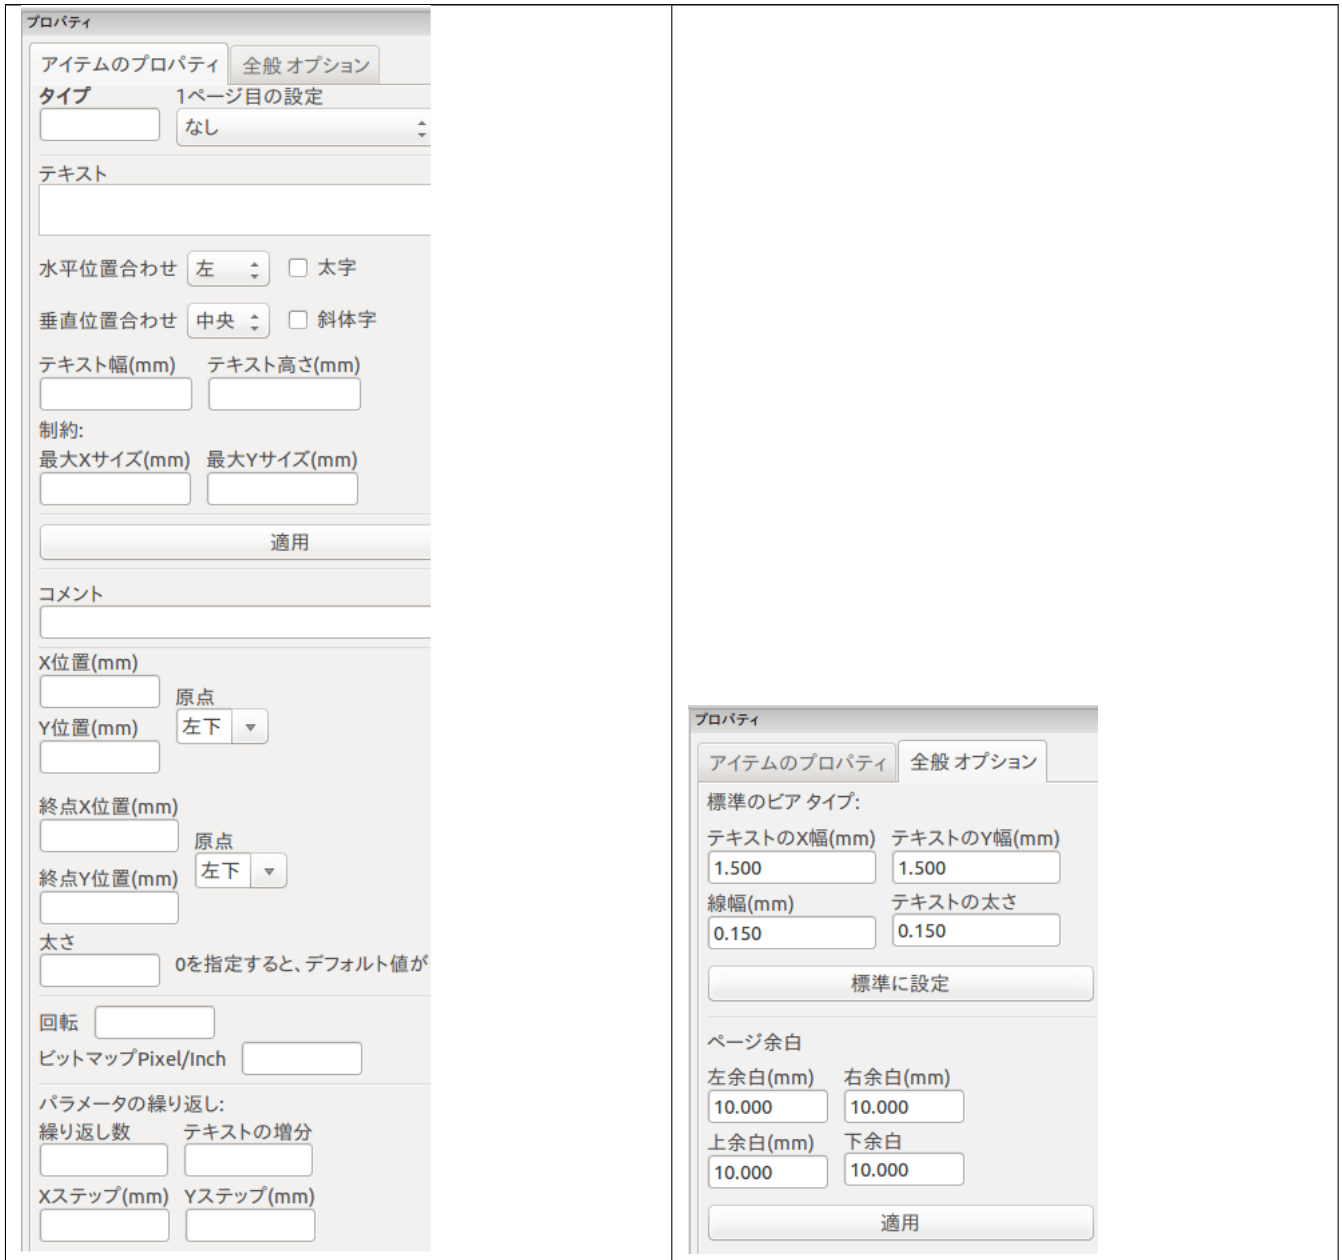 プロパティ
アイテムのプロパティ 全般 オプション
タイプ 1ページ目の設定
なし
テキスト
水平位置合わせ 左 太字
垂直位置合わせ 中央 斜体字
テキスト幅(mm) テキスト高さ(mm)
制約:
最大Xサイズ(mm) 最大Yサイズ(mm)
適用
コメント
X位置(mm)
原点
Y位置(mm) 左下
終点X位置(mm)
原点
終点Y位置(mm) 左下
太さ
0を指定すると、デフォルト値が
回転
ビットマップPixel/Inch
パラメータの繰り返し:
繰り返し数 テキストの増分
Xステップ(mm) Yステップ(mm)
プロパティ
アイテムのプロパティ 全般 オプション
標準のビア タイプ:
テキストのX幅(mm) テキストのY幅(mm)
1.500 1.500
線幅(mm) テキストの太さ
0.150 0.150
標準に設定
ページ余白
左余白(mm) 右余白(mm)
10.000 10.000
上余白(mm) 下余白
10.000 10.000
適用